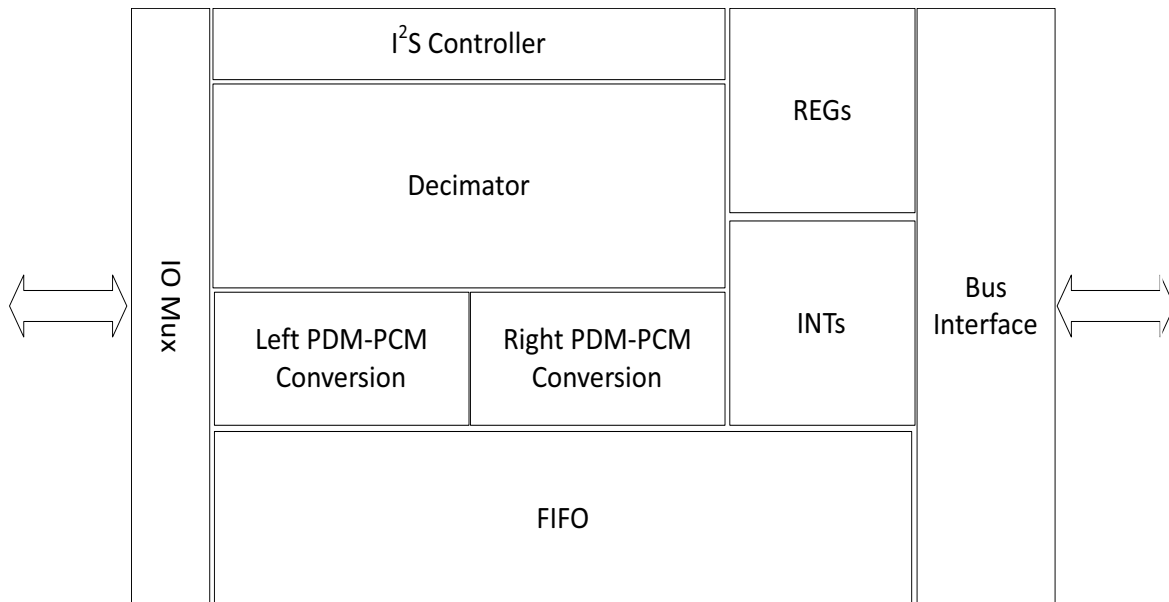 I²S Controller
REGs
Decimator
IO Mux
Left PDM-PCM
Conversion
Right PDM-PCM
Conversion
INTs
Bus
Interface
FIFO